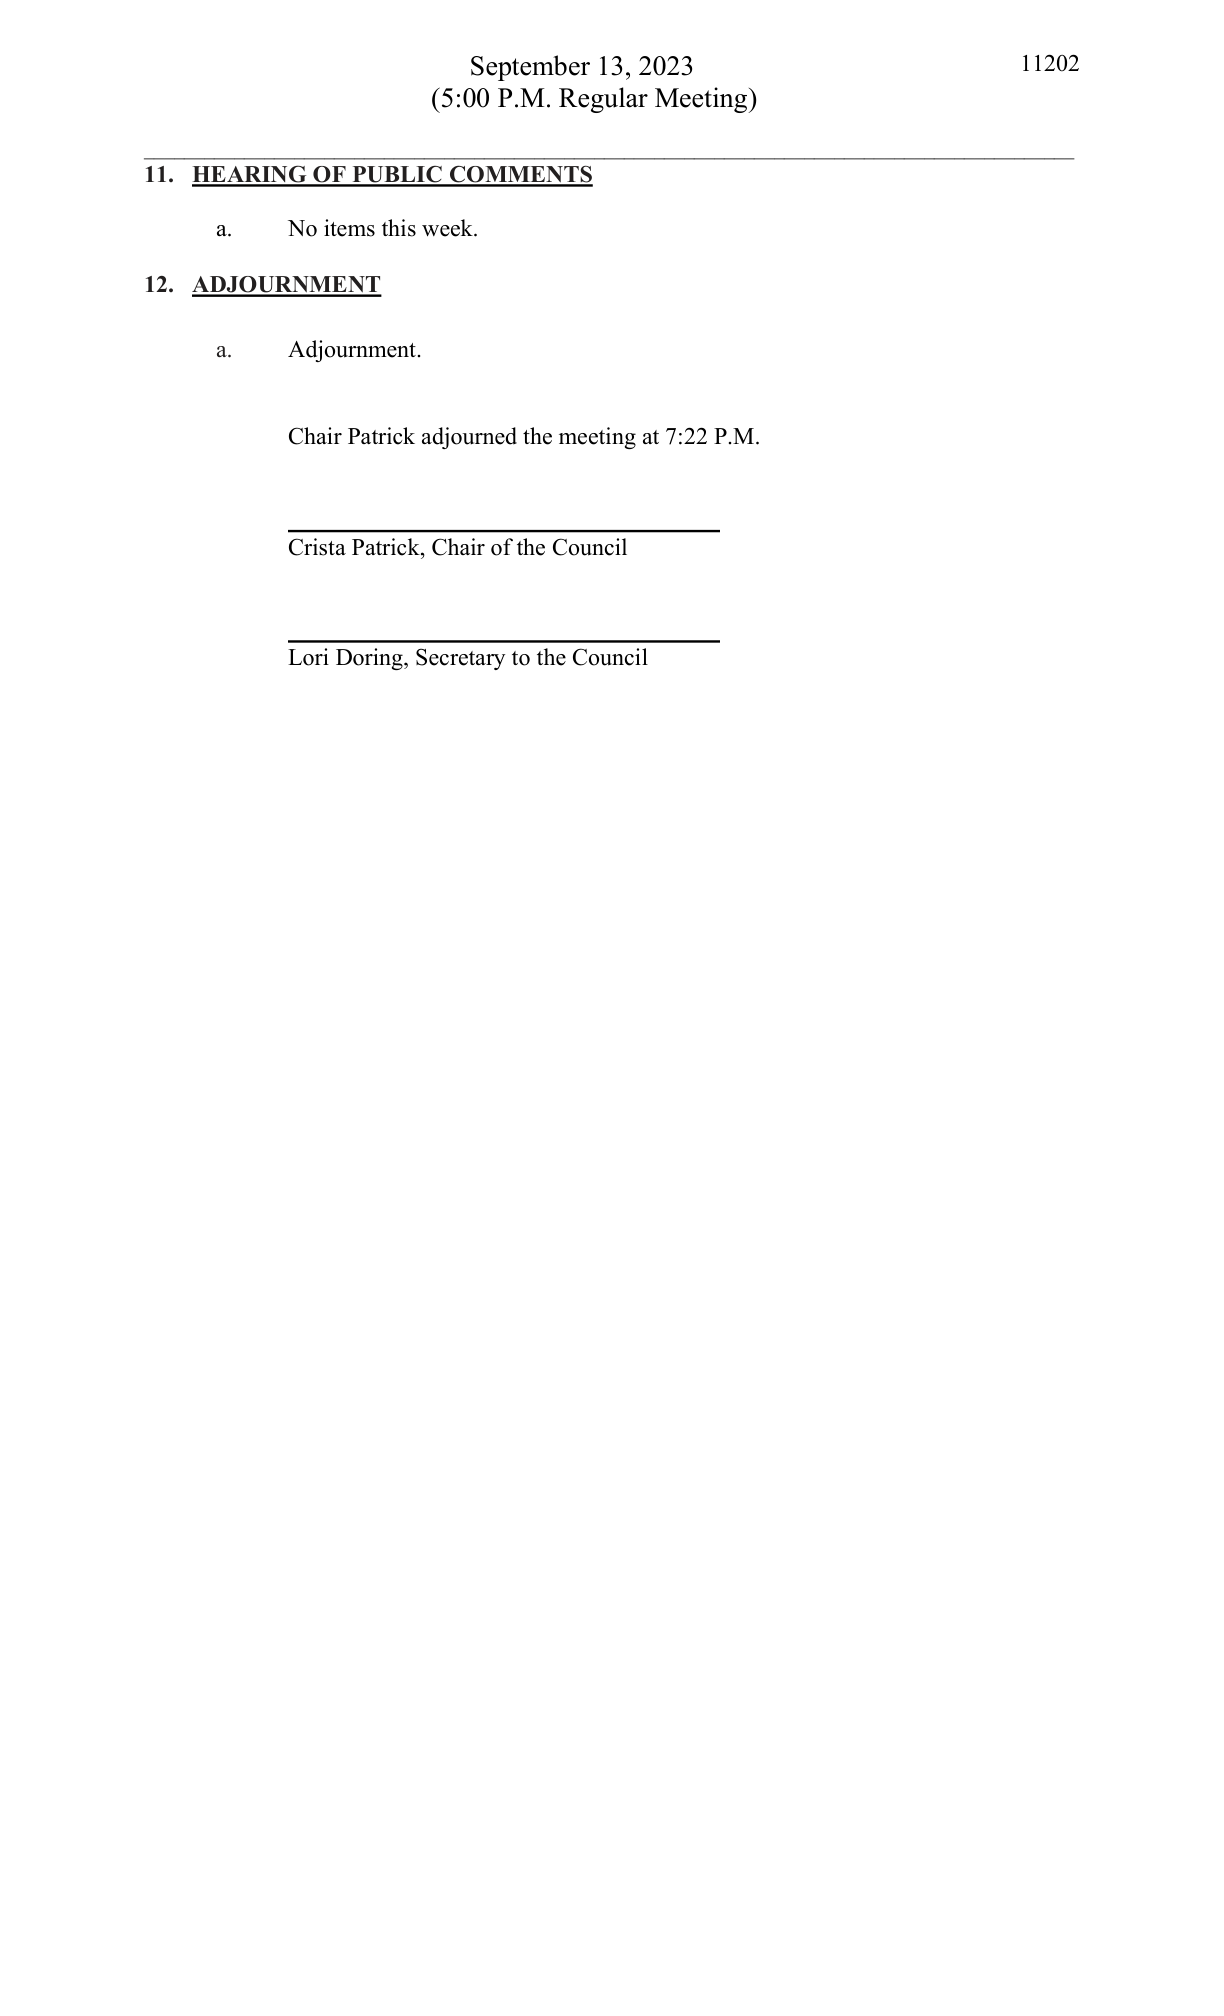 September 13, 2023
11202
(5:00 P.M. Regular Meeting)
11. HEARING OF PUBLIC COMMENTS
a. No items this week.
12. ADJOURNMENT
a. Adjournment.
Chair Patrick adjourned the meeting at 7:22 P.M.
Crista Patrick, Chair of the Council
Lori Doring, Secretary to the Council